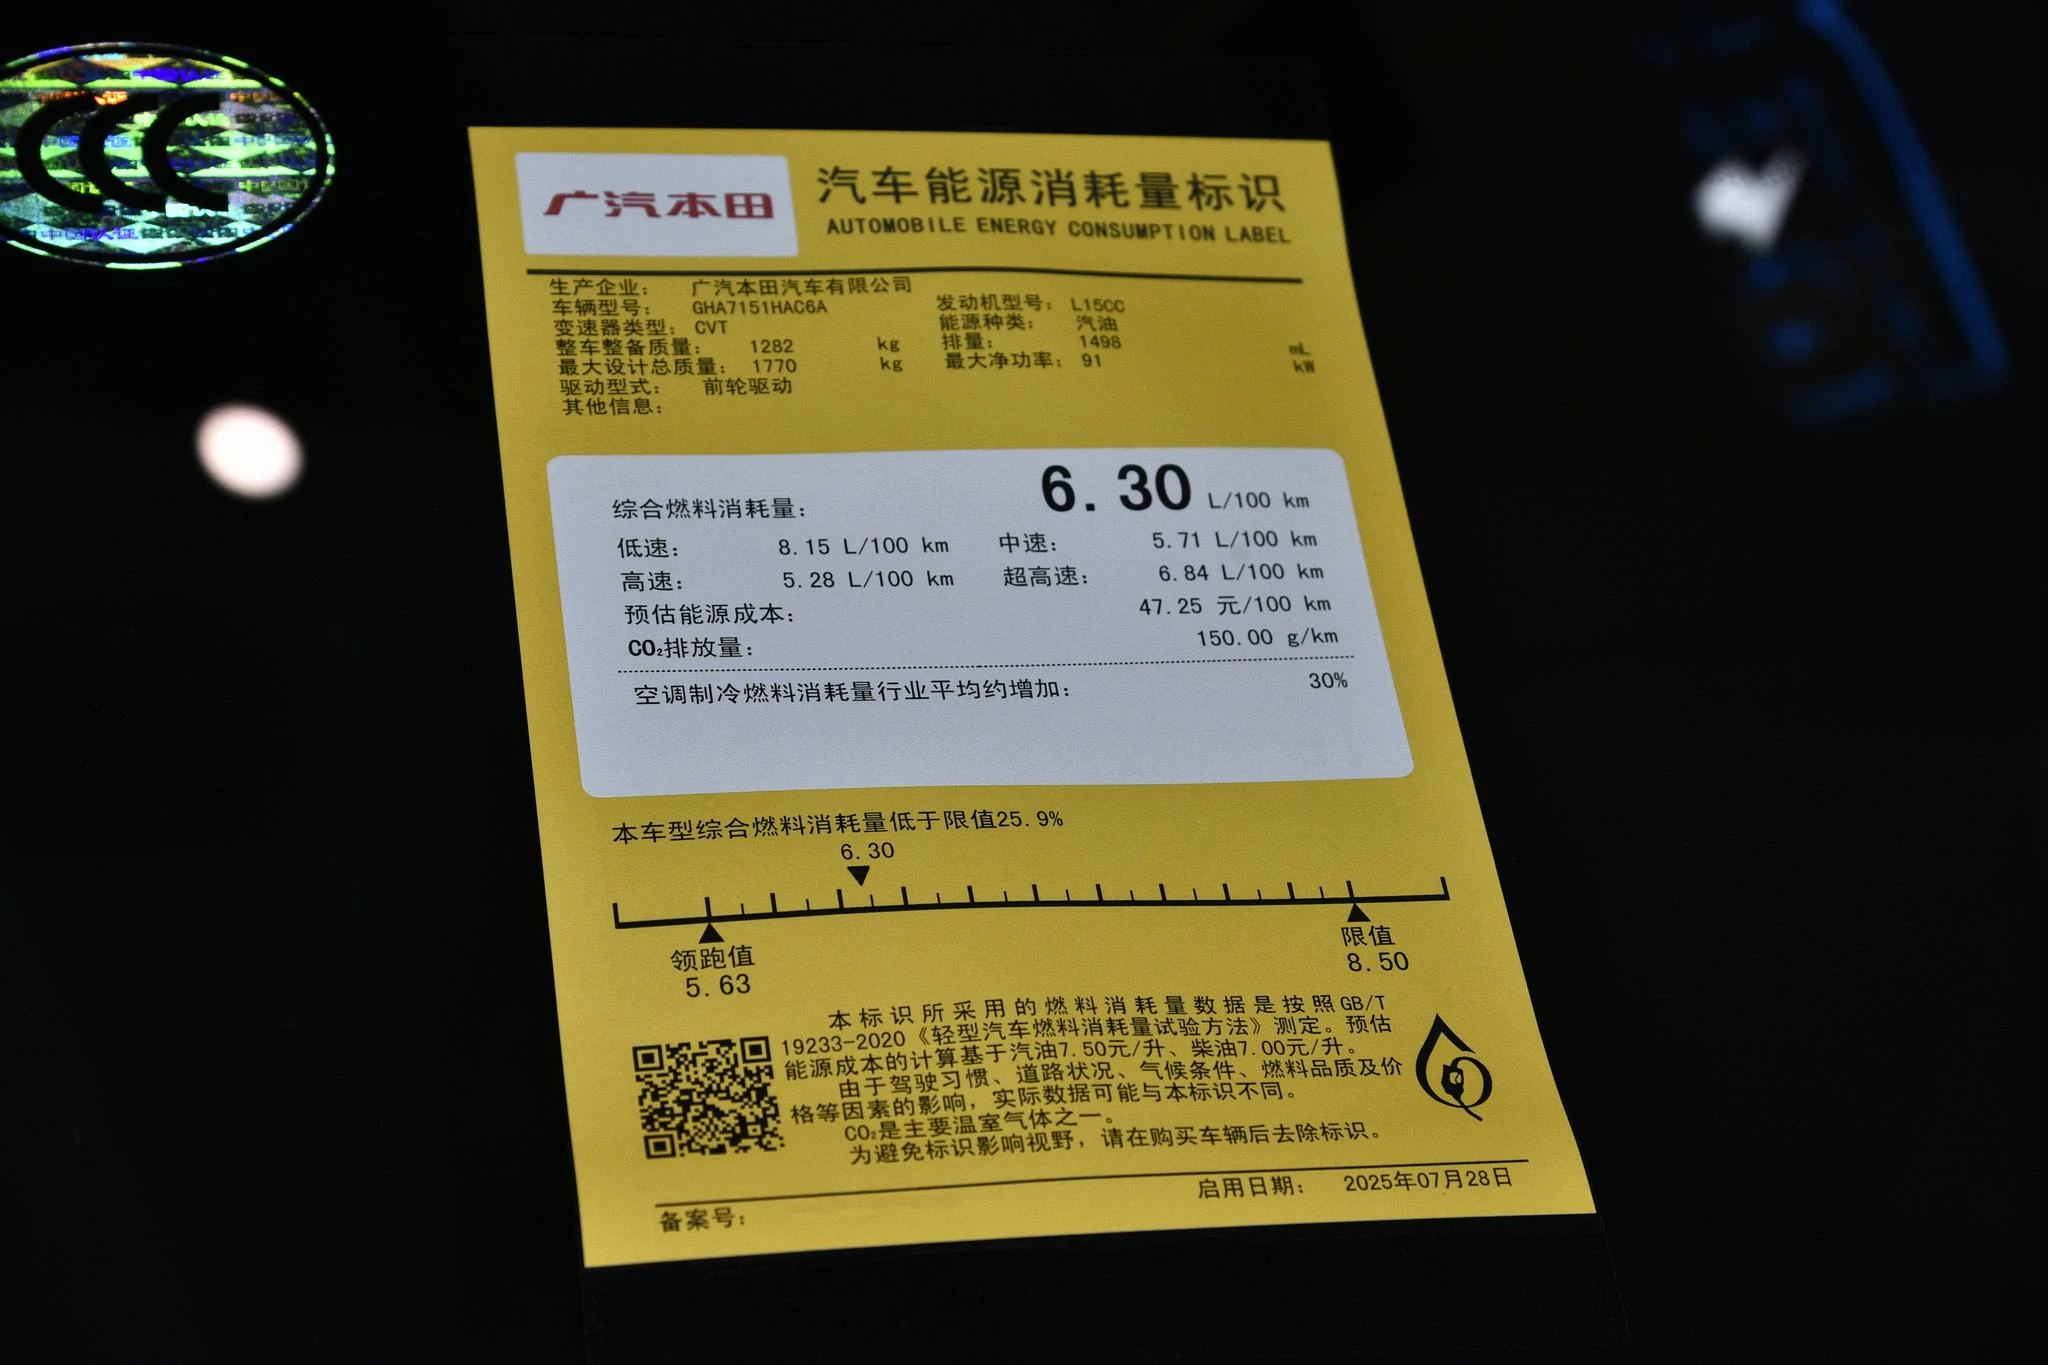 广汽本田
汽车能源消耗量标识
AUTOMOBILE ENERGY CONSUMPTION LABEL
生产企业： 广汽本田汽车有限公司
车辆型号： GHA7151HAC6A 发动机型号： L15CC
变速器类型： CVT 能源种类： 汽油
整车整备质量： 1282 kg 排量： 1498 mL
最大设计总质量： 1770 kg 最大净功率： 91 kW
驱动型式： 前轮驱动
其他信息：
综合燃料消耗量： 6.30 L/100 km
低速： 8.15 L/100 km 中速： 5.71 L/100 km
高速： 5.28 L/100 km 超高速： 6.84 L/100 km
预估能源成本： 47.25 元/100 km
CO₂排放量： 150.00 g/km
空调制冷燃料消耗量行业平均约增加： 30%
本车型综合燃料消耗量低于限值25.9%
6.30
领跑值 限值
5.63 8.50
本标识所采用的燃料消耗量数据是按照GB/T
19233-2020《轻型汽车燃料消耗量试验方法》测定。预估
能源成本的计算基于汽油7.50元/升、柴油7.00元/升。
由于驾驶习惯、道路状况、气候条件、燃料品质及价
格等因素的影响，实际数据可能与本标识不同。
CO₂是主要温室气体之一。
为避免标识影响视野，请在购买车辆后去除标识。
启用日期： 2025年07月28日
备案号：
CCC